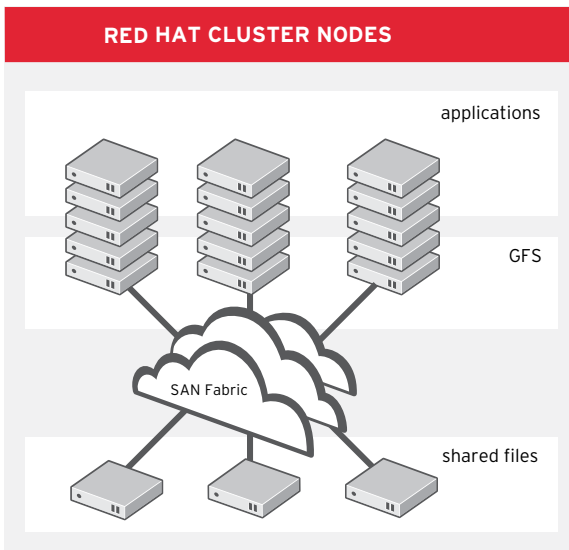 RED HAT CLUSTER NODES
applications
GFS
SAN Fabric
shared files